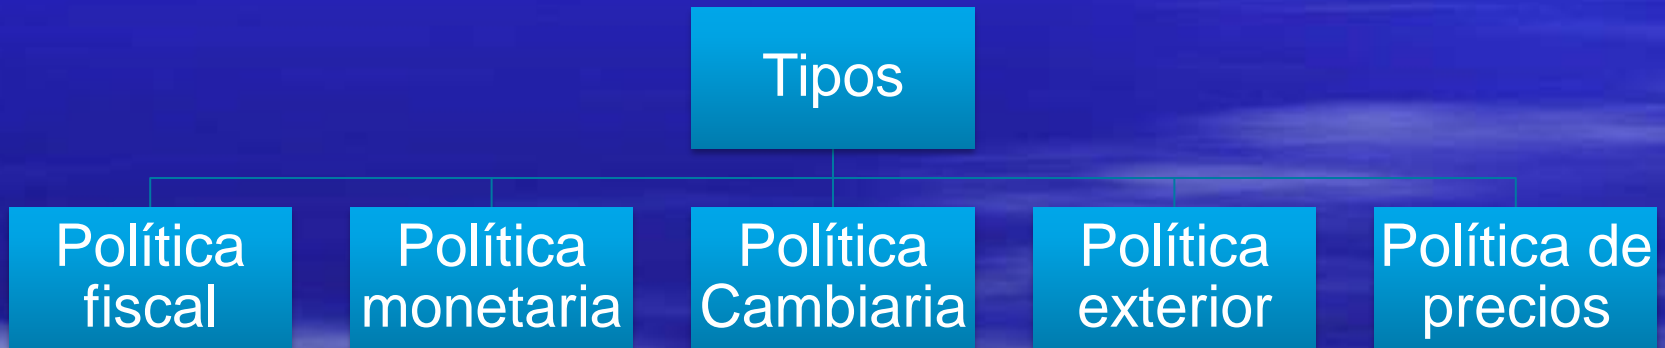 Tipos
Política
fiscal
Política
monetaria
Política
Cambiaria
Política
exterior
Política de
precios